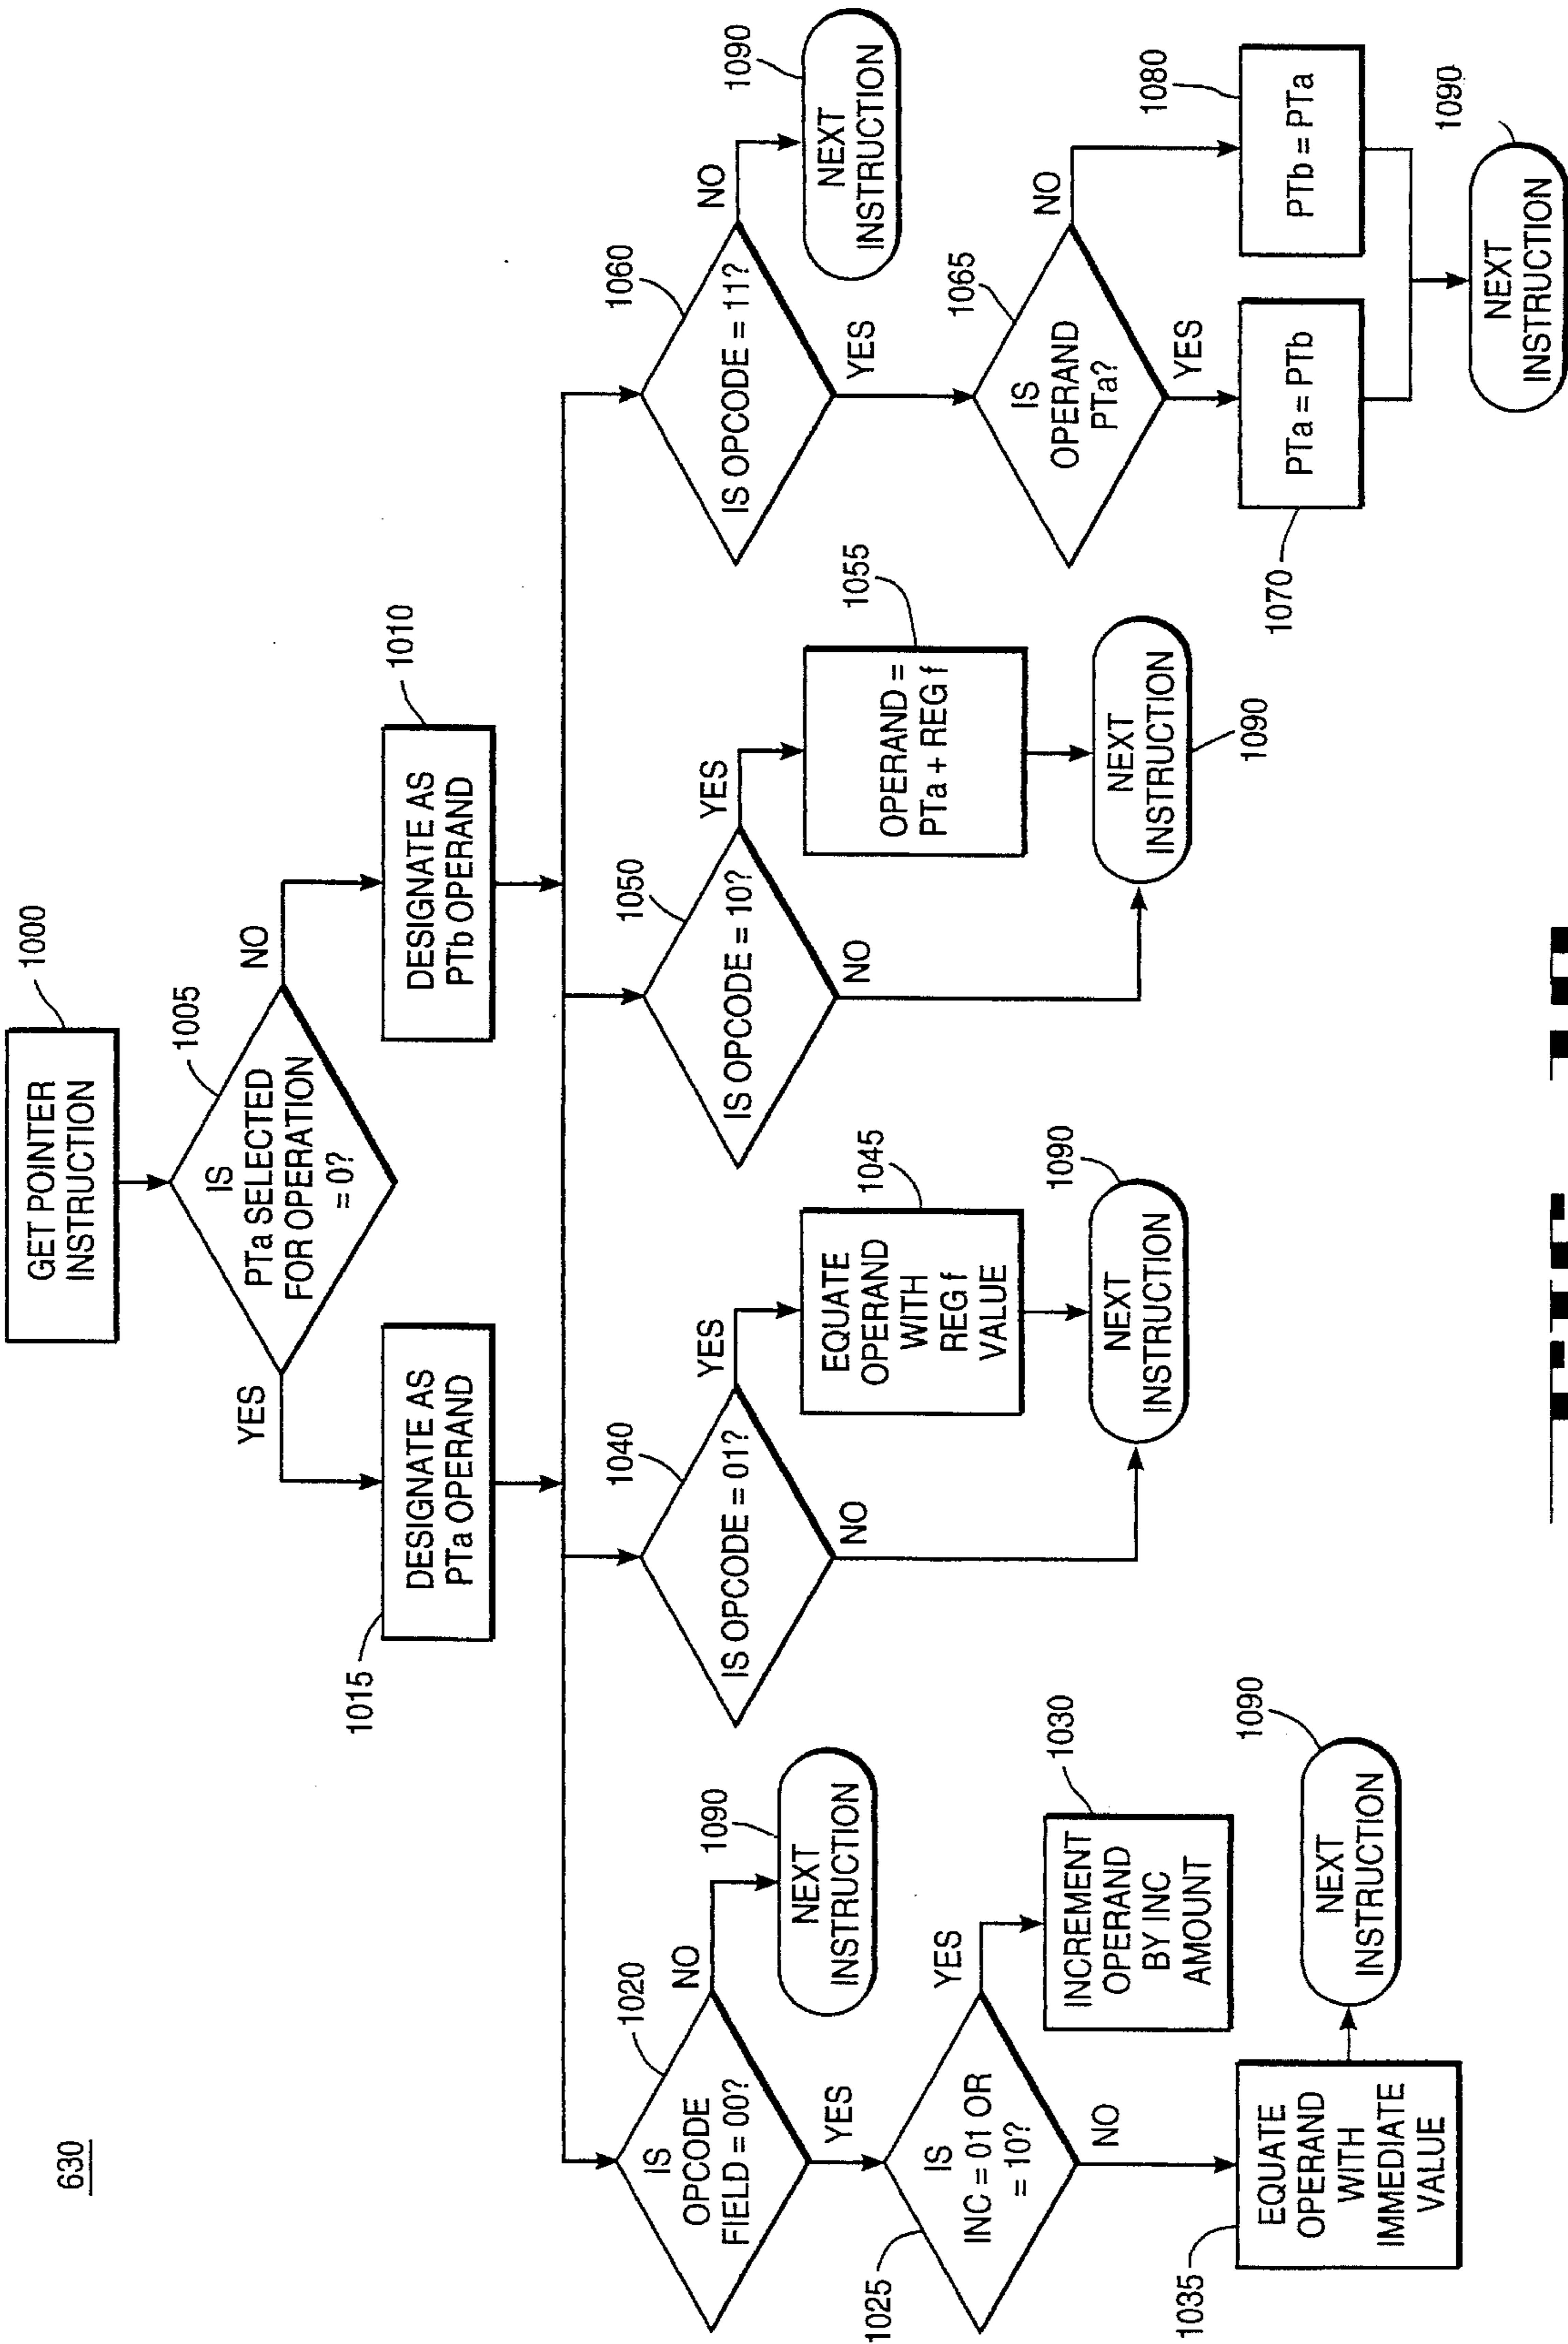 630
GET POINTER
INSTRUCTION
1000
IS
PTa SELECTED
FOR OPERATION
= 0?
1005
YES
NO
DESIGNATE AS
PTa OPERAND
1015
DESIGNATE AS
PTb OPERAND
1010
IS
OPCODE
FIELD = 00?
1020
NO
NEXT
INSTRUCTION
1090
YES
IS
INC = 01 OR
= 10?
1025
YES
INCREMENT
OPERAND
BY INC
AMOUNT
1030
NO
EQUATE
OPERAND
WITH
IMMEDIATE
VALUE
1035
NEXT
INSTRUCTION
1090
IS OPCODE = 01?
1040
YES
EQUATE
OPERAND
WITH
REG f
VALUE
1045
NO
NEXT
INSTRUCTION
1090
IS OPCODE = 10?
1050
YES
OPERAND =
PTa + REG f
1055
NO
NEXT
INSTRUCTION
1090
IS OPCODE = 11?
1060
NO
NEXT
INSTRUCTION
1090
YES
IS
OPERAND
PTa?
1065
NO
YES
PTa = PTb
1070
PTb = PTa
1080
NEXT
INSTRUCTION
1090